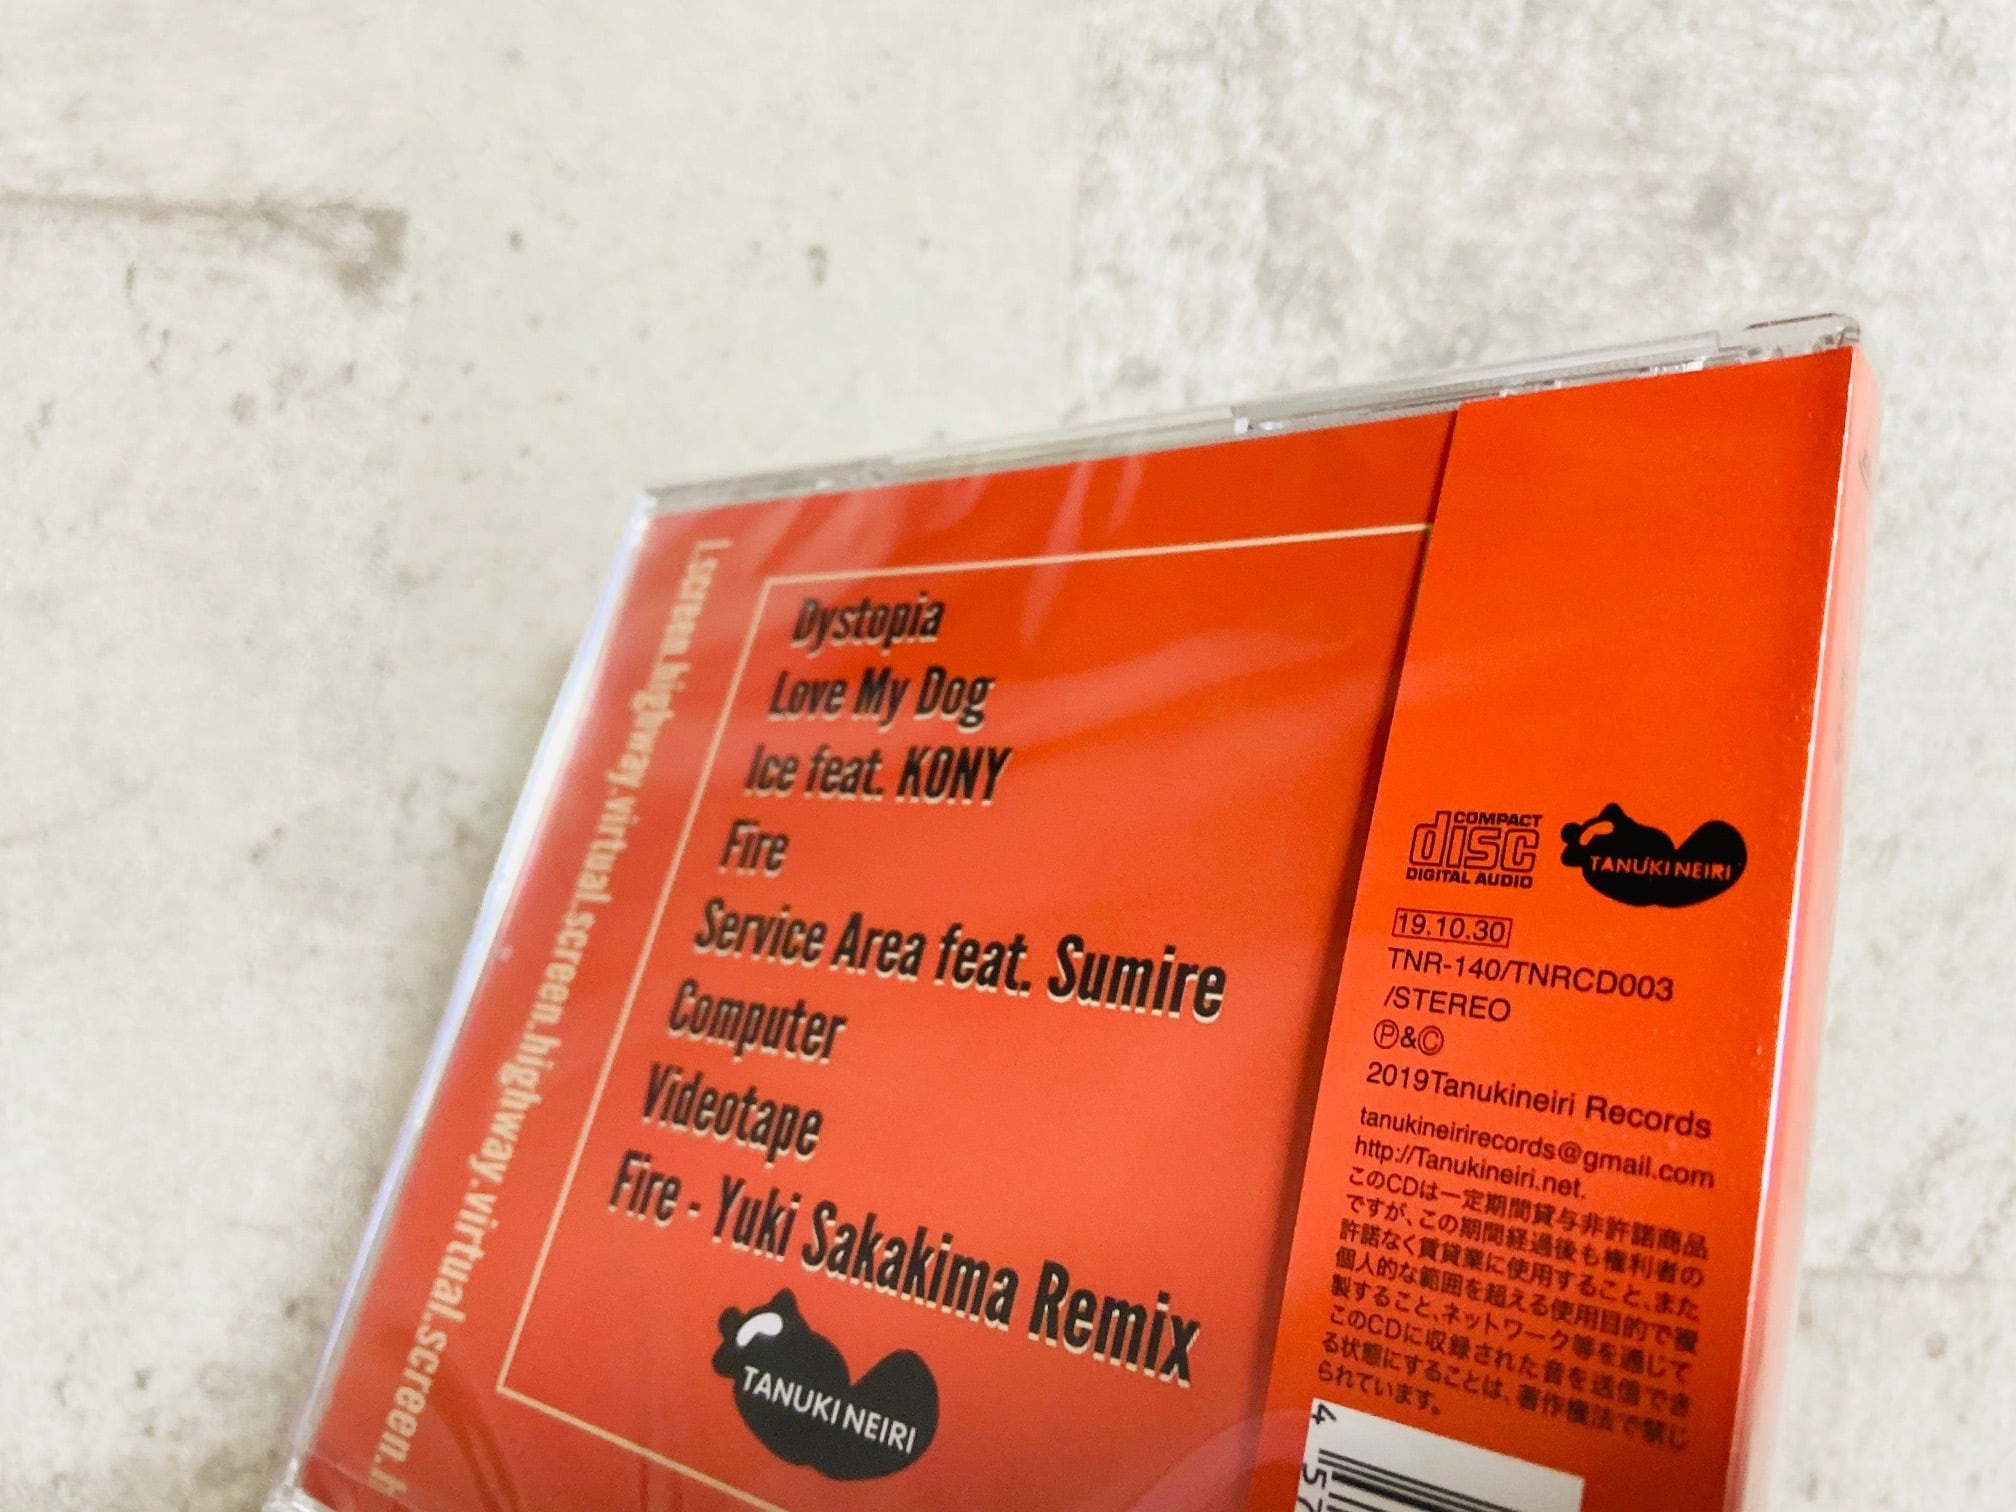 l.screen.highway.virtual.screen.highway.virtual.screen.h
Dystopia
Love My Dog
Ice feat. KONY
Fire
Service Area feat. Sumire
Computer
Videotape
Fire - Yuki Sakakima Remix
TANUKI NEIRI
COMPACT
disc
DIGITAL AUDIO
TANUKI NEIRI
19.10.30
TNR-140/TNRCD003
/STEREO
Ⓟ&Ⓒ
2019Tanukineiri Records
tanukineirirecords@gmail.com
http://Tanukineiri.net.
このCDは一定期間貸与非許諾商品
ですが、この期間経過後も権利者の
許諾なく賃貸業に使用すること、また
個人的な範囲を超える使用目的で複
製すること、ネットワーク等を通じて
このCDに収録された音を送信でき
る状態にすることは、著作権法で禁じ
られています。
4
57